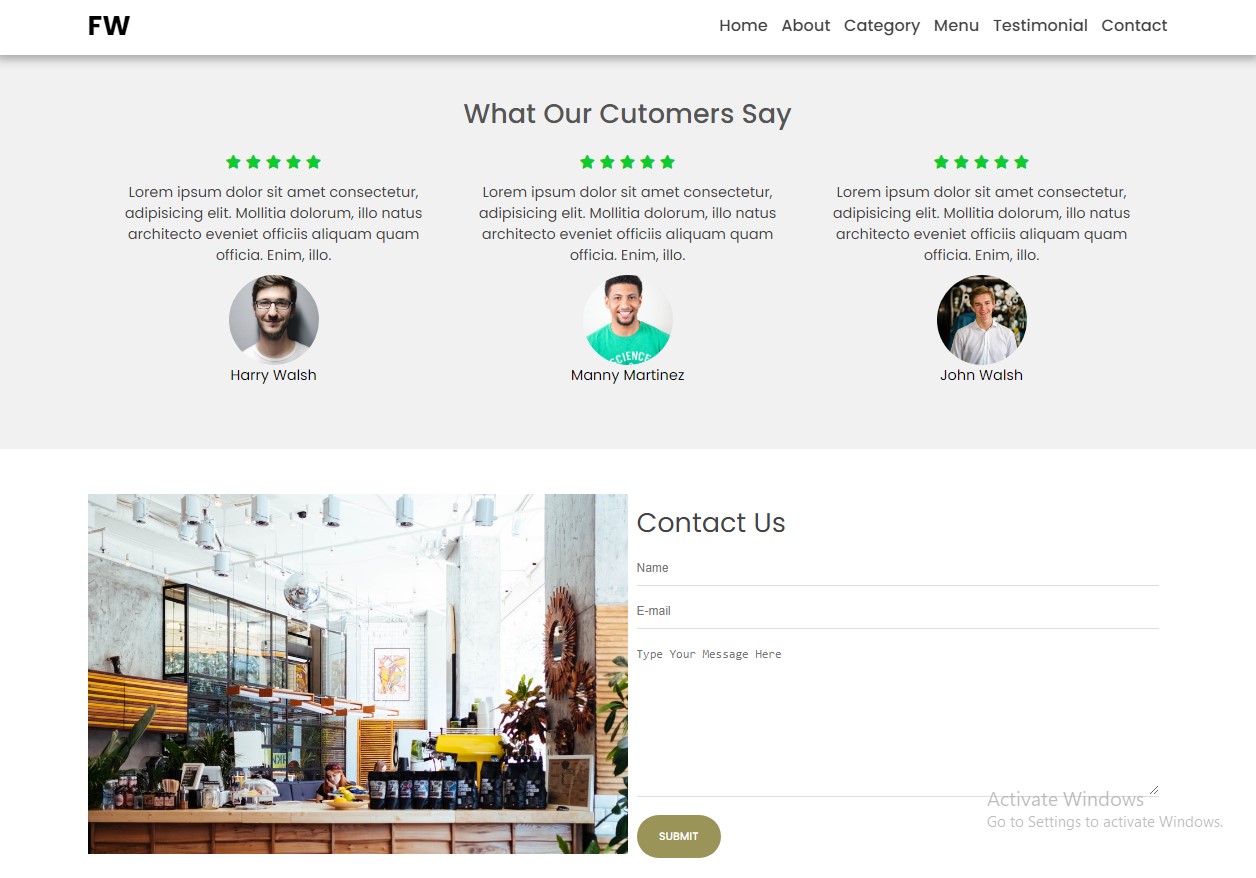 FW
Home About Category Menu Testimonial Contact
What Our Cutomers Say
Lorem ipsum dolor sit amet consectetur,
adipisicing elit. Mollitia dolorum, illo natus
architecto eveniet officiis aliquam quam
officia. Enim, illo.
Harry Walsh
Lorem ipsum dolor sit amet consectetur,
adipisicing elit. Mollitia dolorum, illo natus
architecto eveniet officiis aliquam quam
officia. Enim, illo.
SCIENCE
Manny Martinez
Lorem ipsum dolor sit amet consectetur,
adipisicing elit. Mollitia dolorum, illo natus
architecto eveniet officiis aliquam quam
officia. Enim, illo.
John Walsh
Contact Us
Name
E-mail
Type Your Message Here
SUBMIT
Activate Windows
Go to Settings to activate Windows.